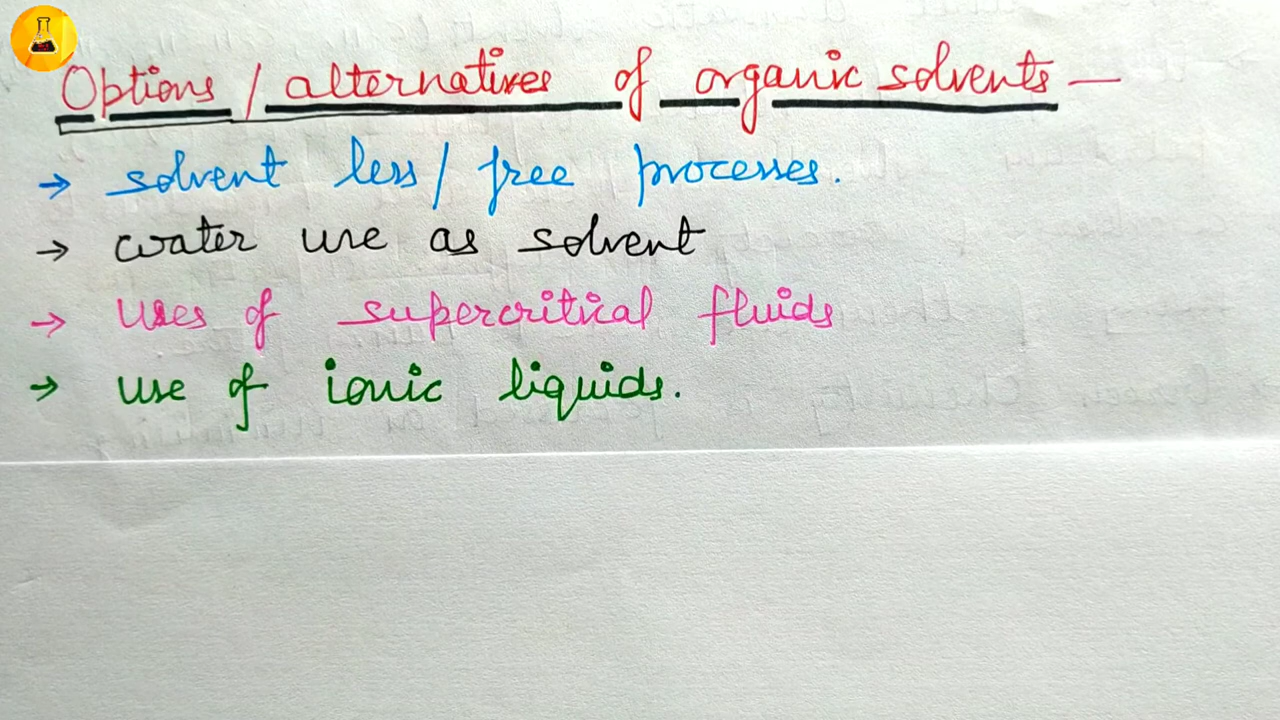 Options / alternatives of organic solvents —
→ solvent less / free processes.
→ water use as solvent
→ uses of supercritical fluids
→ use of ionic liquids.